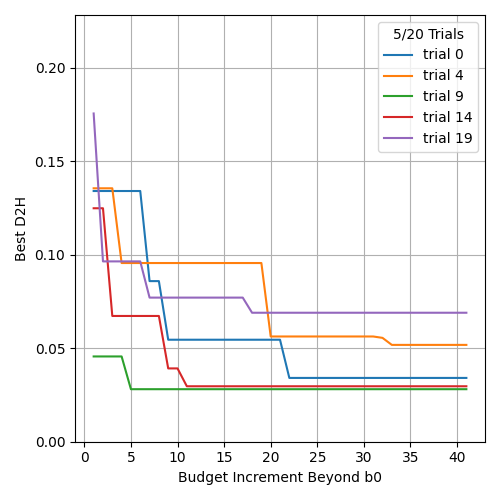 5/20 Trials
trial 0
trial 4
trial 9
trial 14
trial 19
0.20
0.15
0.10
0.05
0.00
Best D2H
0 5 10 15 20 25 30 35 40
Budget Increment Beyond b0